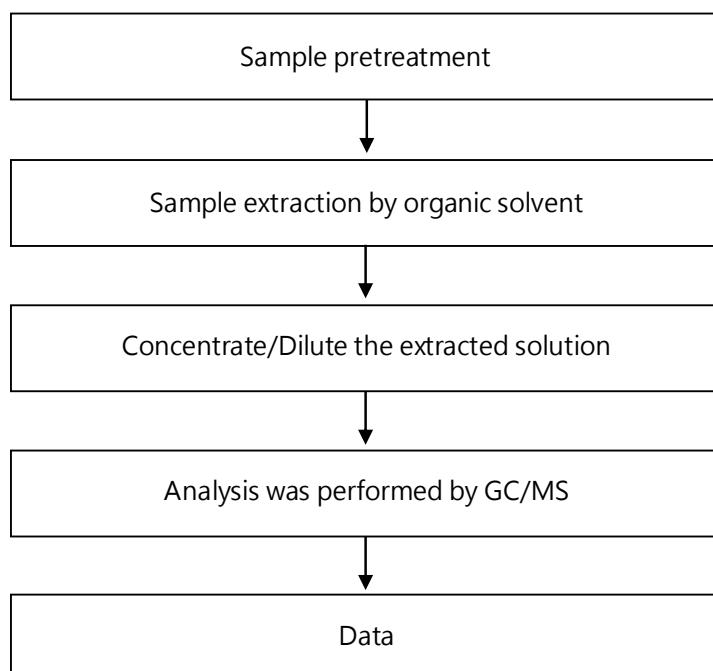 Sample pretreatment
Sample extraction by organic solvent
Concentrate/Dilute the extracted solution
Analysis was performed by GC/MS
Data